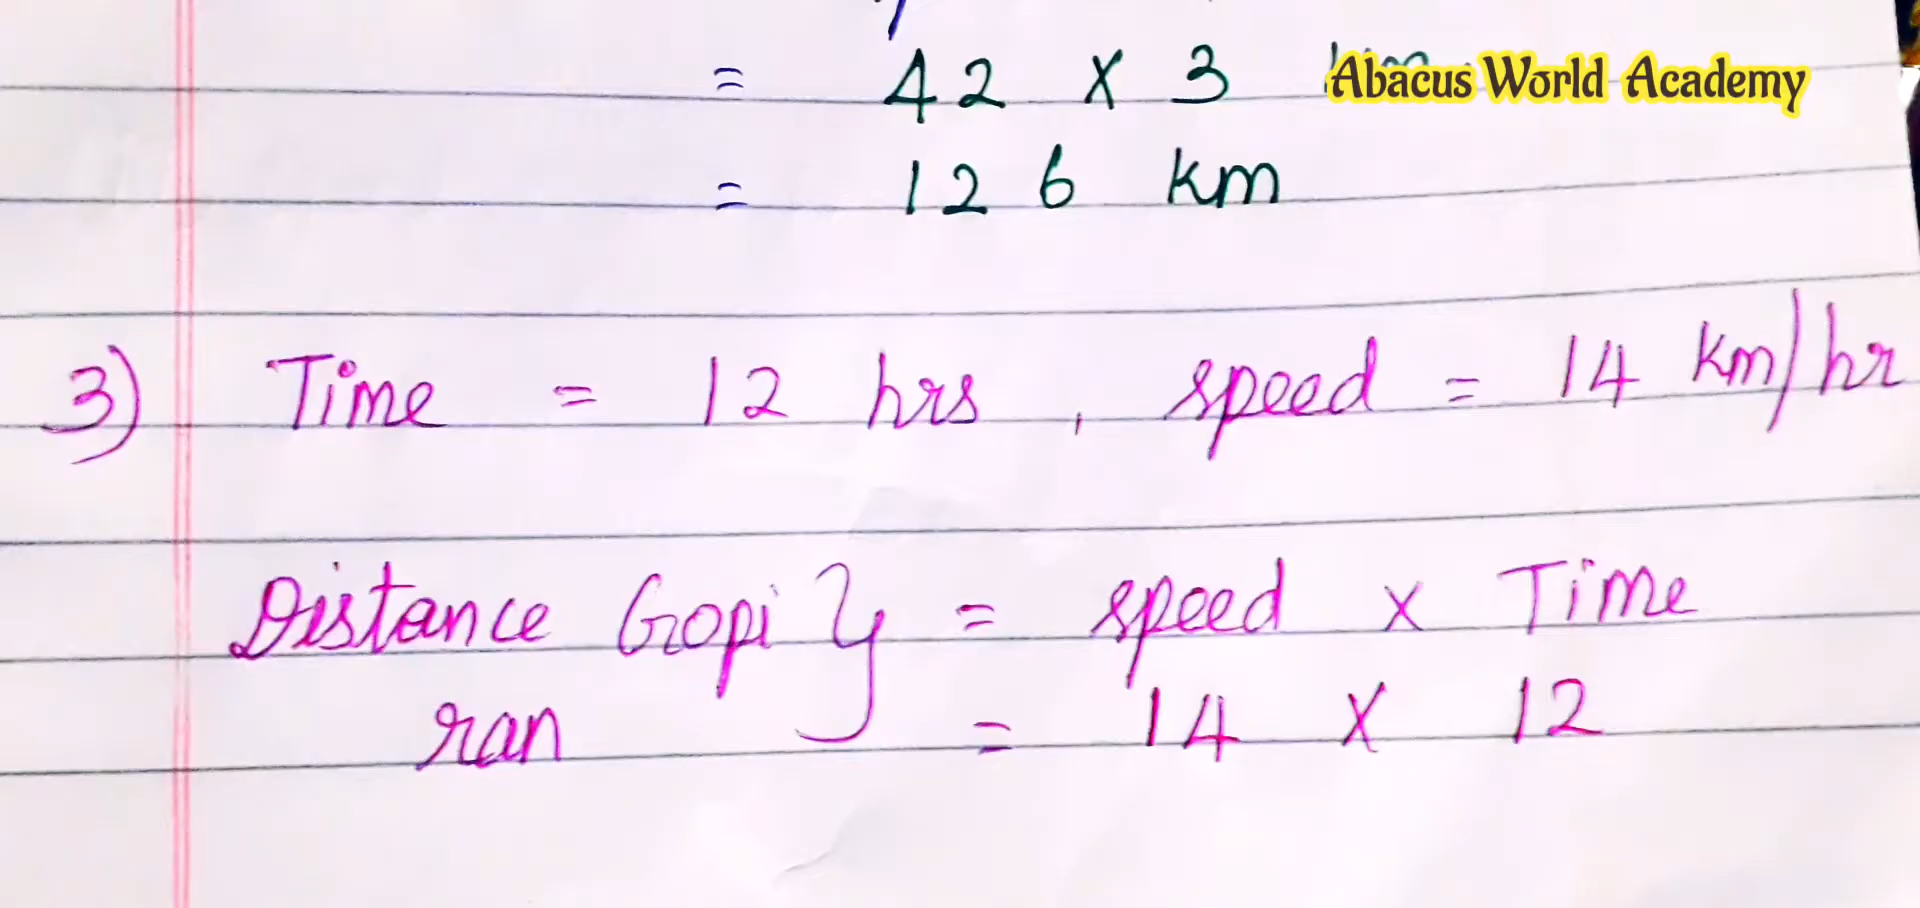 = 42 x 3
Abacus World Academy
= 126 km
3) Time = 12 hrs, speed = 14 km/hr
Distance Gopi } = speed x Time
ran = 14 x 12